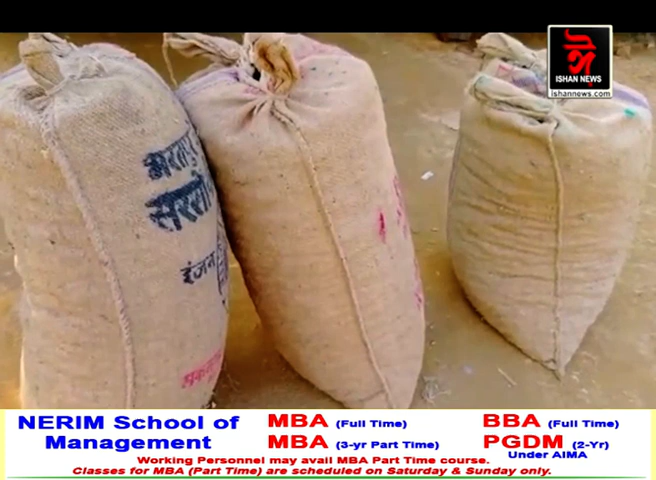 ISHAN NEWS
ishannews.com
इंजन
NERIM School of Management
MBA (Full Time)
MBA (3-yr Part Time)
BBA (Full Time)
PGDM (2-Yr)
Under AIMA
Working Personnel may avail MBA Part Time course.
Classes for MBA (Part Time) are scheduled on Saturday & Sunday only.